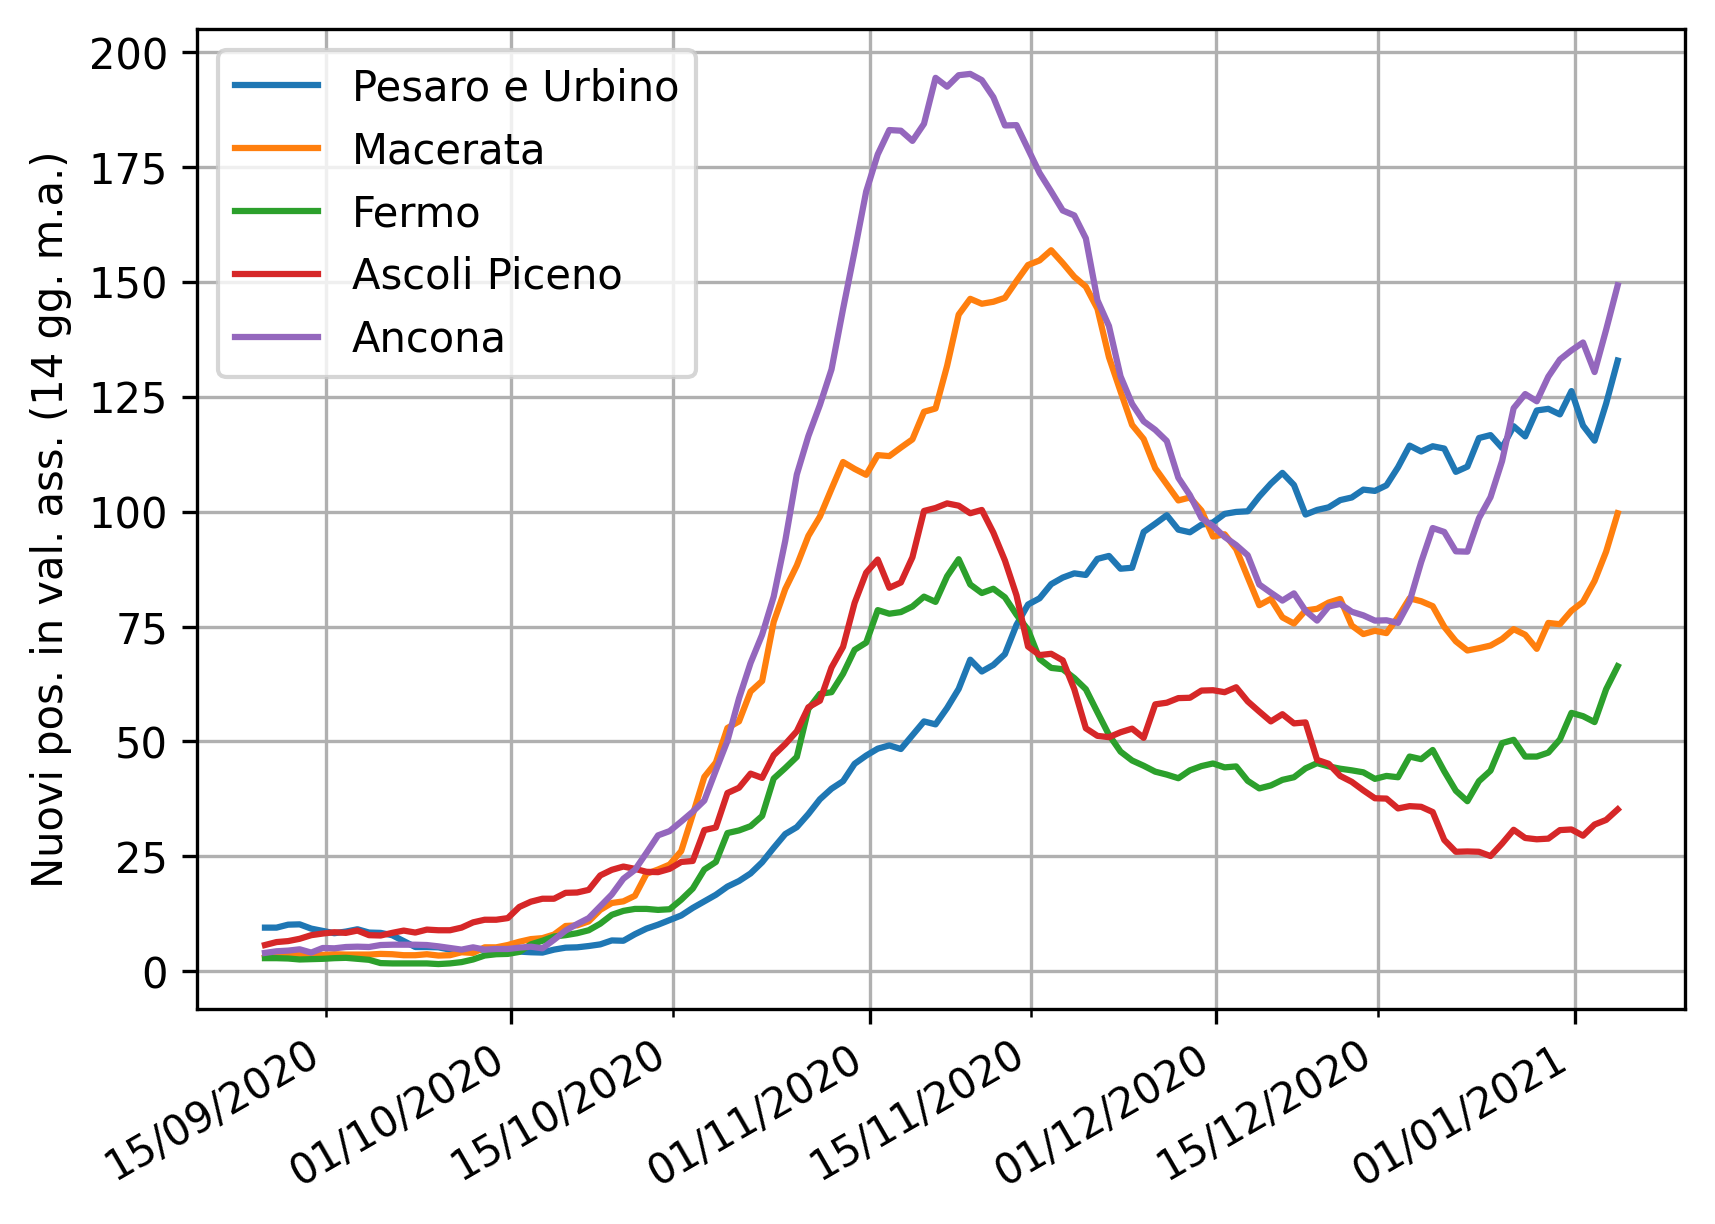 Nuovi pos. in val. ass. (14 gg. m.a.)
200
175
150
125
100
75
50
25
0
Pesaro e Urbino
Macerata
Fermo
Ascoli Piceno
Ancona
15/09/2020
01/10/2020
15/10/2020
01/11/2020
15/11/2020
01/12/2020
15/12/2020
01/01/2021